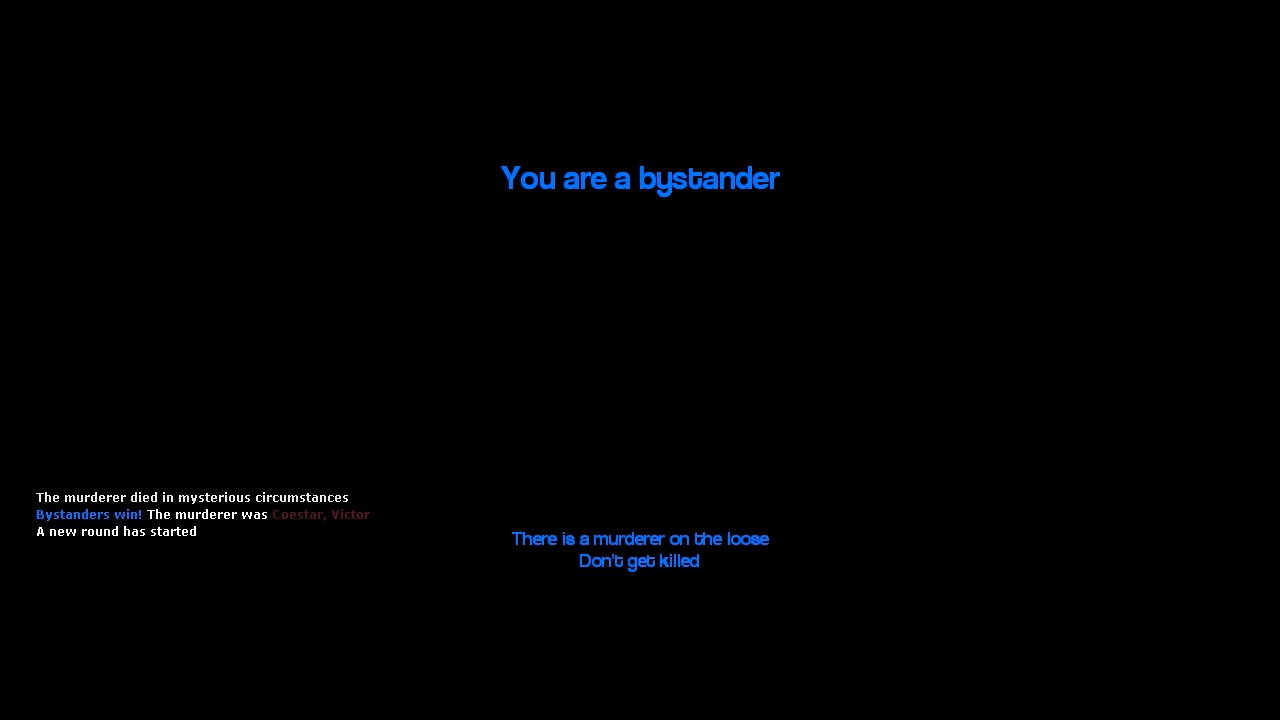 You are a bystander
The murderer died in mysterious circumstances
Bystanders win! The murderer was Coestar, Victor
A new round has started
There is a murderer on the loose
Don't get killed